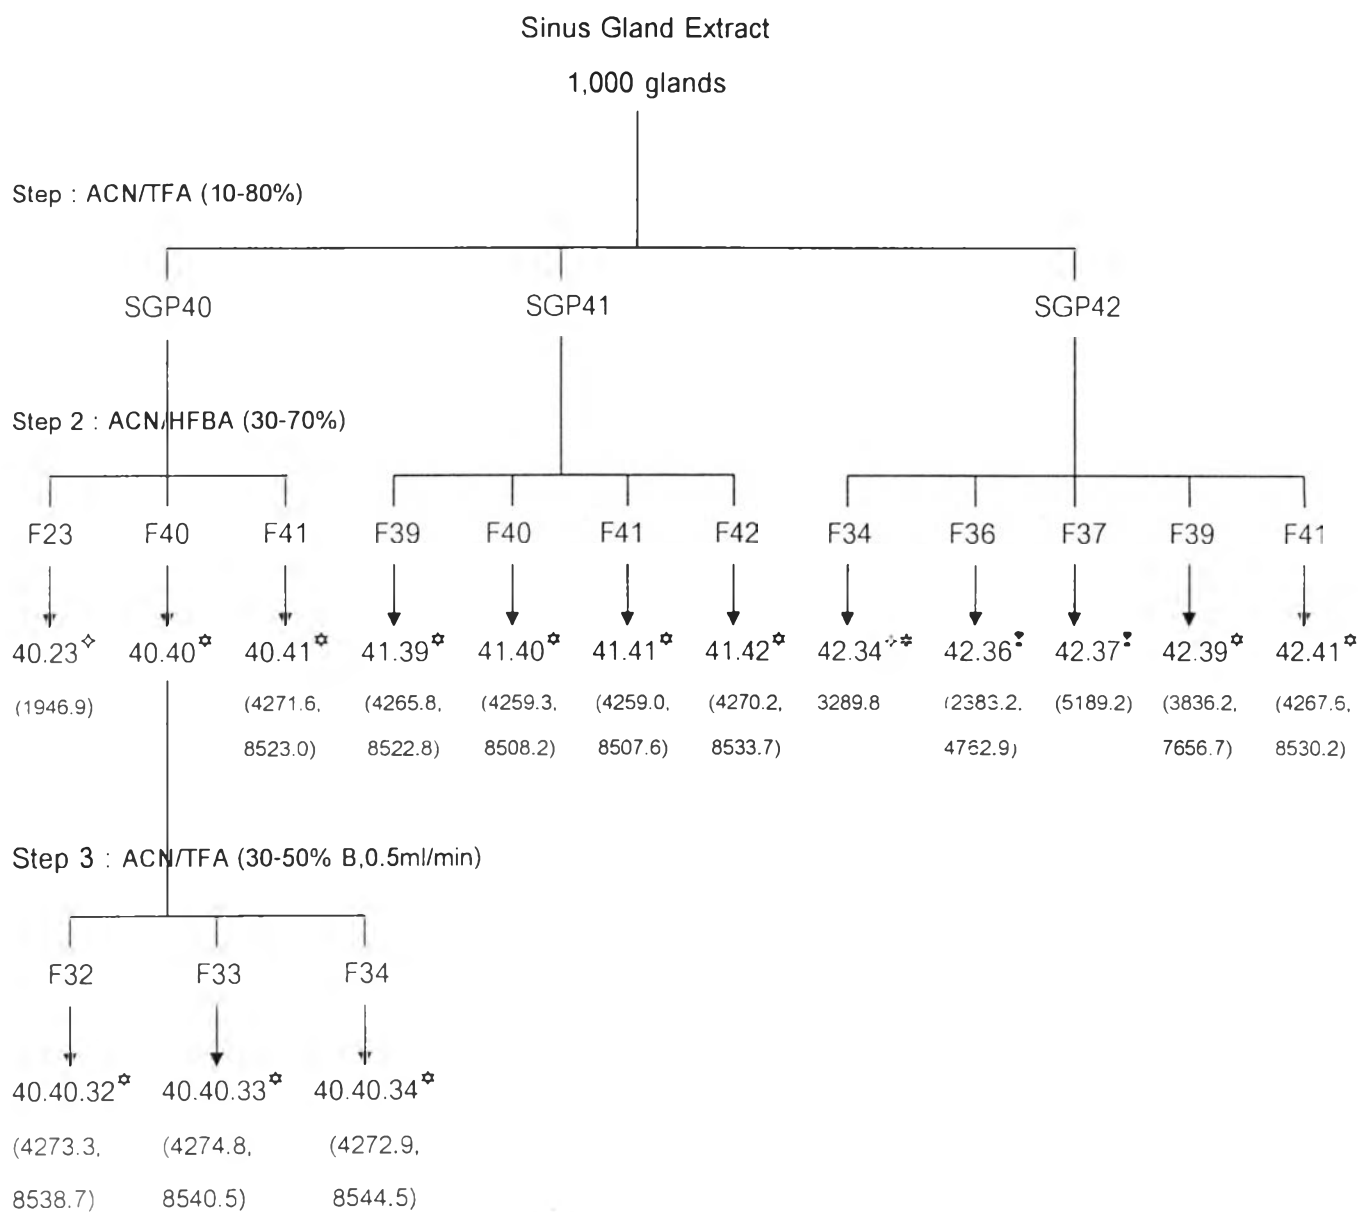 Sinus Gland Extract
1,000 glands
Step : ACN/TFA (10-80%)
SGP40 SGP41 SGP42
Step 2 : ACN/HFBA (30-70%)
F23 F40 F41 F39 F40 F41 F42 F34 F36 F37 F39 F41
40.23✧ 40.40✡ 40.41✡ 41.39✡ 41.40✡ 41.41✡ 41.42✡ 42.34✧✡ 42.36 42.37 42.39✡ 42.41✡
(1946.9) (4271.6, (4265.8, (4259.3, (4259.0, (4270.2, 3289.8 (2383.2, (5189.2) (3836.2, (4267.6,
8523.0) 8522.8) 8508.2) 8507.6) 8533.7) 4762.9) 7656.7) 8530.2)
Step 3 : ACN/TFA (30-50% B,0.5ml/min)
F32 F33 F34
40.40.32✡ 40.40.33✡ 40.40.34✡
(4273.3, (4274.8, (4272.9,
8538.7) 8540.5) 8544.5)